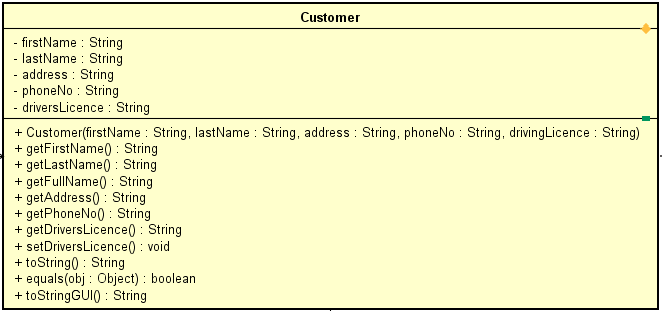 Customer
- firstName : String
- lastName : String
- address : String
- phoneNo : String
- driversLicence : String
+ Customer(firstName : String, lastName : String, address : String, phoneNo : String, drivingLicence : String)
+ getFirstName() : String
+ getLastName() : String
+ getFullName() : String
+ getAddress() : String
+ getPhoneNo() : String
+ getDriversLicence() : String
+ setDriversLicence() : void
+ toString() : String
+ equals(obj : Object) : boolean
+ toStringGUI() : String